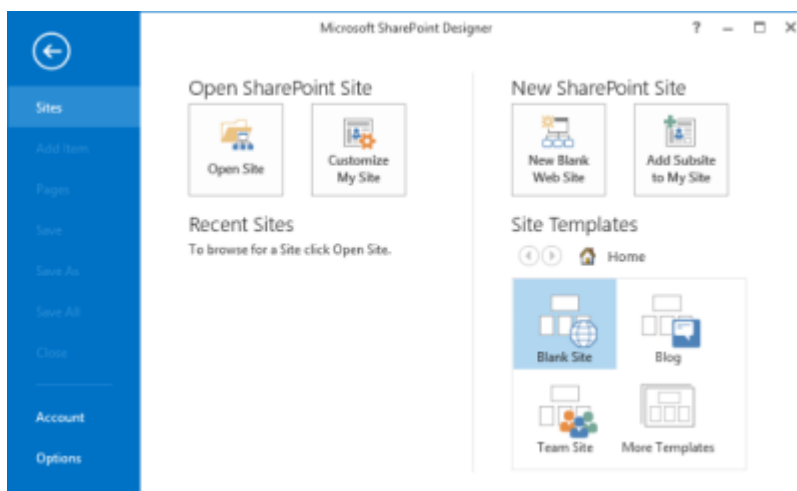 Microsoft SharePoint Designer
?
Sites
Add Item
Pages
Save
Save As
Save All
Close
Account
Options
Open SharePoint Site
Open Site
Customize
My Site
Recent Sites
To browse for a Site click Open Site.
New SharePoint Site
New Blank
Web Site
Add Subsite
to My Site
Site Templates
Home
Blank Site
Blog
Team Site
More Templates